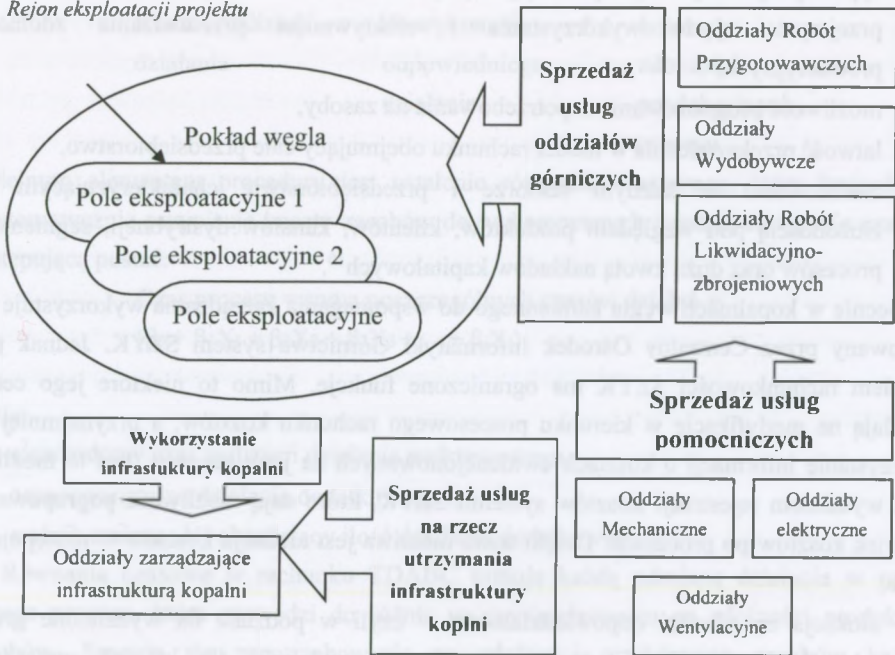 Rejon eksploatacji projektu
Pokład węgla
Pole eksploatacyjne 1
Pole eksploatacyjne 2
Pole eksploatacyjne
Sprzedaż
usług
oddziałów
górniczych
Oddziały Robót
Przygotowawczych
Oddziały
Wydobywcze
Oddziały Robót
Likwidacyjno-
zbrojeniowych
Sprzedaż usług
pomocniczych
Oddziały
Mechaniczne
Oddziały
elektryczne
Oddziały
Wentylacyjne
Wykorzystanie
infrastuktury kopalni
Oddziały zarządzające
infrastrukturą kopalni
Sprzedaż usług
na rzecz
utrzymania
infrastruktury
koplni